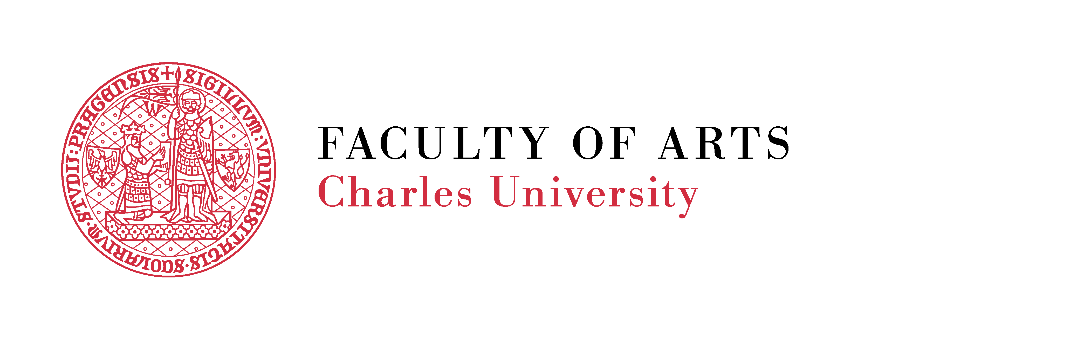 SIGILLVM · VNIVERSITATIS · SCOLARIVM · STVDII · PRAGENSIS
FACULTY OF ARTS
Charles University